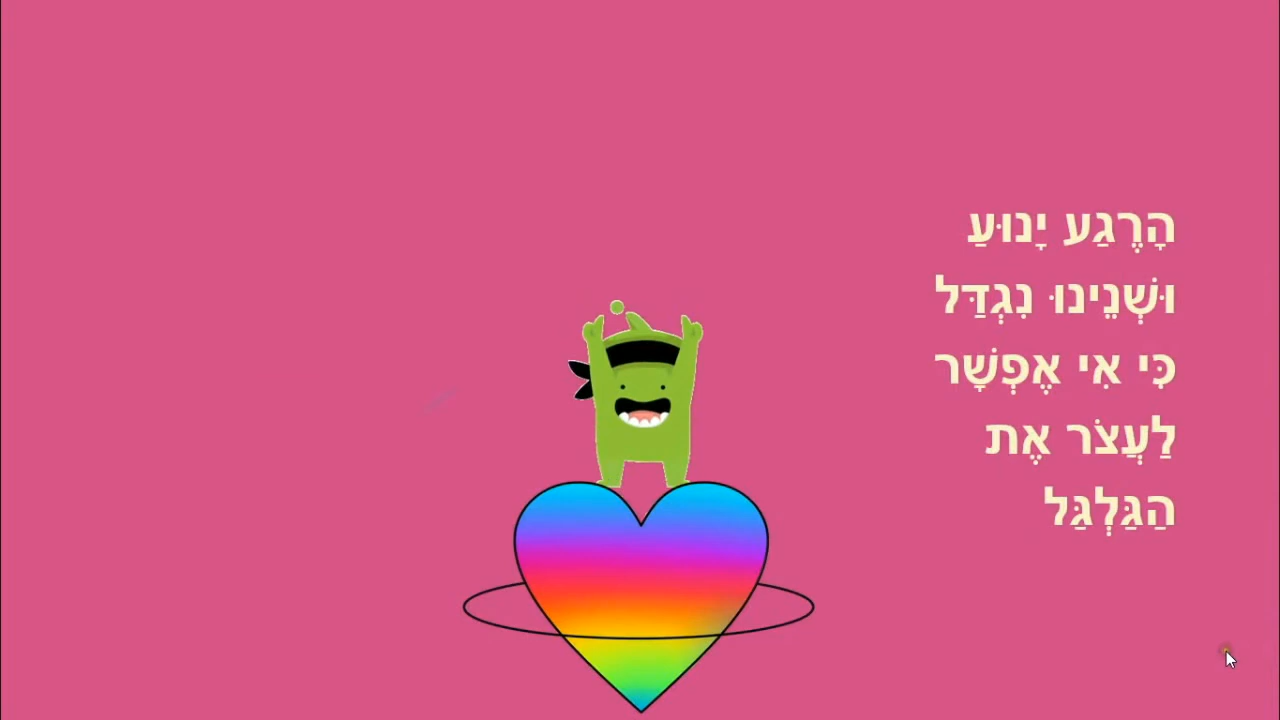 הָרֶגַע יָנוּעַ
וּשְׁנֵינוּ נִגְדַּל
כִּי אִי אֶפְשָׁר
לַעֲצֹר אֶת
הַגַּלְגַּל